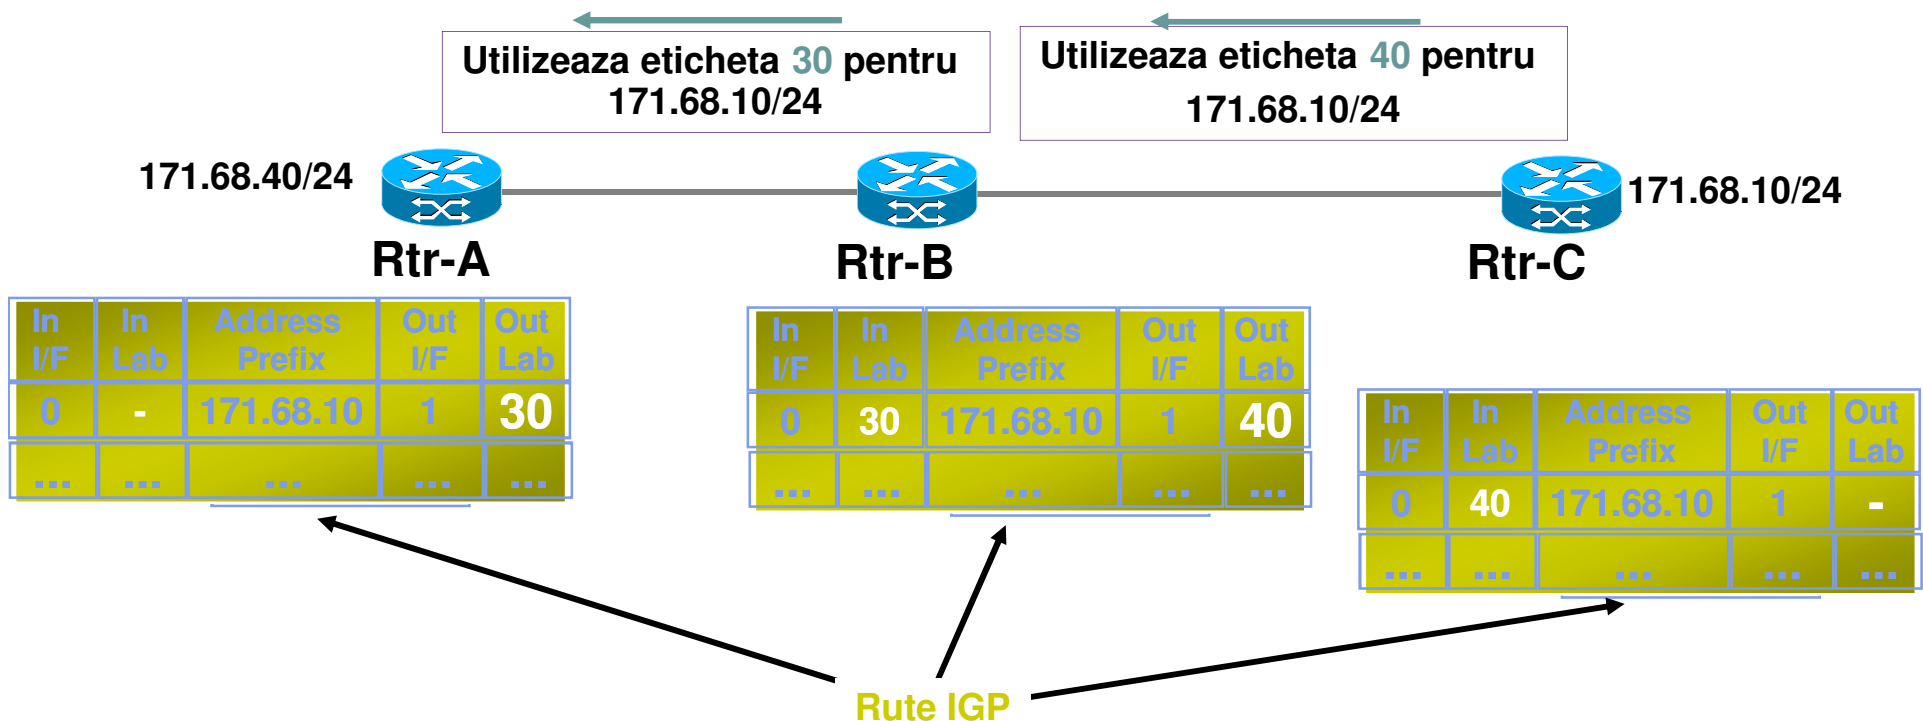 Utilizeaza eticheta 30 pentru
171.68.10/24
Utilizeaza eticheta 40 pentru
171.68.10/24
171.68.40/24
171.68.10/24
Rtr-A
Rtr-B
Rtr-C
In I/F In Lab Address Prefix Out I/F Out Lab
0 - 171.68.10 1 30
... ... ... ... ...
In I/F In Lab Address Prefix Out I/F Out Lab
0 30 171.68.10 1 40
... ... ... ... ...
In I/F In Lab Address Prefix Out I/F Out Lab
0 40 171.68.10 1 -
... ... ... ... ...
Rute IGP